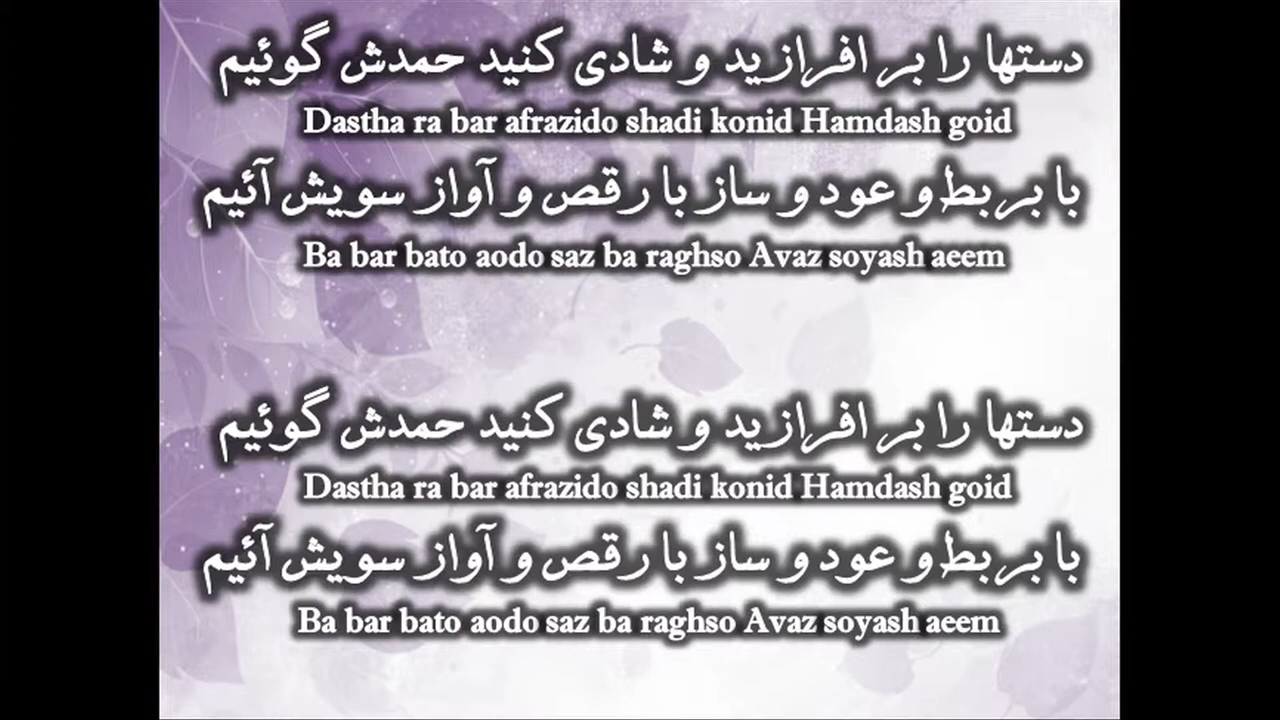 دستها را بر افرازید و شادی کنید حمدش گوئیم
Dastha ra bar afrazido shadi konid Hamdash goid
با بربط و عود و ساز با رقص و آواز سویش آئیم
Ba bar bato aodo saz ba raghso Avaz soyash aeem
دستها را بر افرازید و شادی کنید حمدش گوئیم
Dastha ra bar afrazido shadi konid Hamdash goid
با بربط و عود و ساز با رقص و آواز سویش آئیم
Ba bar bato aodo saz ba raghso Avaz soyash aeem